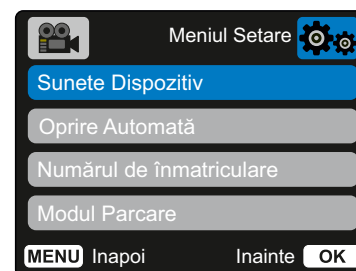 Meniul Setare
Sunete Dispozitiv
Oprire Automată
Numărul de înmatriculare
Modul Parcare
MENU Inapoi Inainte OK